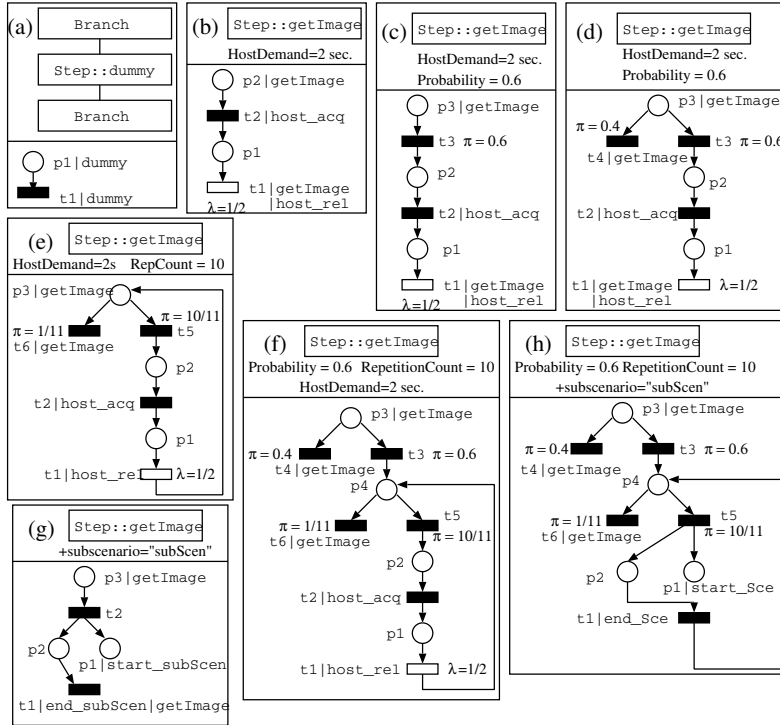 (a)
Branch
Step::dummy
Branch
p1|dummy
t1|dummy
(b)
Step::getImage
HostDemand=2 sec.
p2|getImage
t2|host_acq
p1
t1|getImage
|host_rel
λ=1/2
(c)
Step::getImage
HostDemand=2 sec.
Probability = 0.6
p3|getImage
t3 π = 0.6
p2
t2|host_acq
p1
t1|getImage
|host_rel
λ=1/2
(d)
Step::getImage
HostDemand=2 sec.
Probability = 0.6
p3|getImage
π = 0.4
t3 π = 0.6
t4|getImage
p2
t2|host_acq
p1
t1|getImage
|host_rel
λ=1/2
(e)
Step::getImage
HostDemand=2s RepCount = 10
p3|getImage
π = 10/11
π = 1/11
t5
t6|getImage
p2
t2|host_acq
p1
t1|host_rel
λ=1/2
(f)
Step::getImage
Probability = 0.6 RepetitionCount = 10
HostDemand=2 sec.
p3|getImage
π = 0.4
t3 π = 0.6
t4|getImage
p4
t5
π = 1/11
π = 10/11
t6|getImage
p2
t2|host_acq
p1
t1|host_rel
λ=1/2
(g)
Step::getImage
+subscenario="subScen"
p3|getImage
t2
p2
p1|start_subScen
t1|end_subScen|getImage
(h)
Step::getImage
Probability = 0.6 RepetitionCount = 10
+subscenario="subScen"
p3|getImage
π = 0.4
t3 π = 0.6
t4|getImage
p4
t5
π = 1/11
π = 10/11
t6|getImage
p2
p1|start_Sce
t1|end_Sce